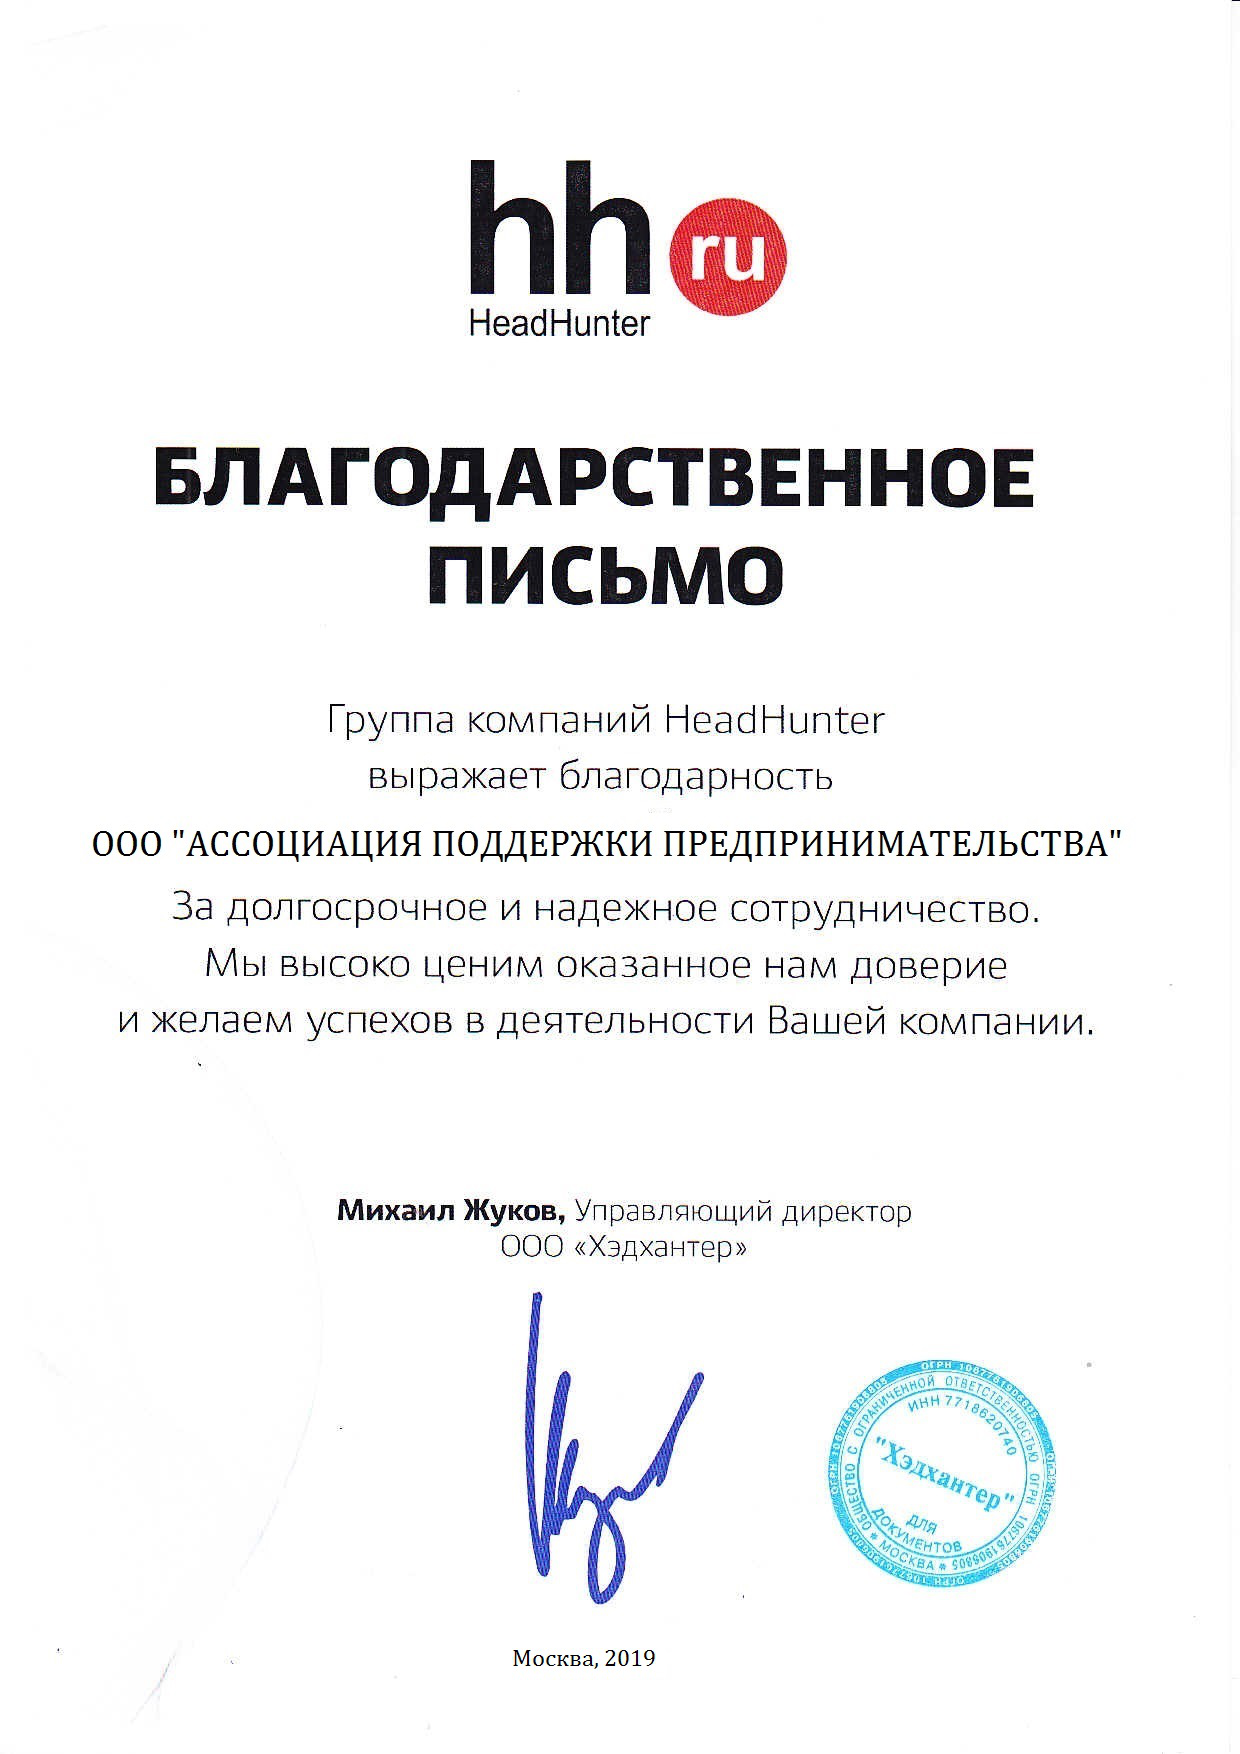 hh ru
HeadHunter
БЛАГОДАРСТВЕННОЕ
ПИСЬМО
Группа компаний HeadHunter
выражает благодарность
ООО "АССОЦИАЦИЯ ПОДДЕРЖКИ ПРЕДПРИНИМАТЕЛЬСТВА"
За долгосрочное и надежное сотрудничество.
Мы высоко ценим оказанное нам доверие
и желаем успехов в деятельности Вашей компании.
Михаил Жуков, Управляющий директор
ООО «Хэдхантер»
ОБЩЕСТВО С ОГРАНИЧЕННОЙ ОТВЕТСТВЕННОСТЬЮ ОГРН 1067761906805
* МОСКВА *
ИНН 7718620740
"Хэдхантер"
ДЛЯ
ДОКУМЕНТОВ
Москва, 2019